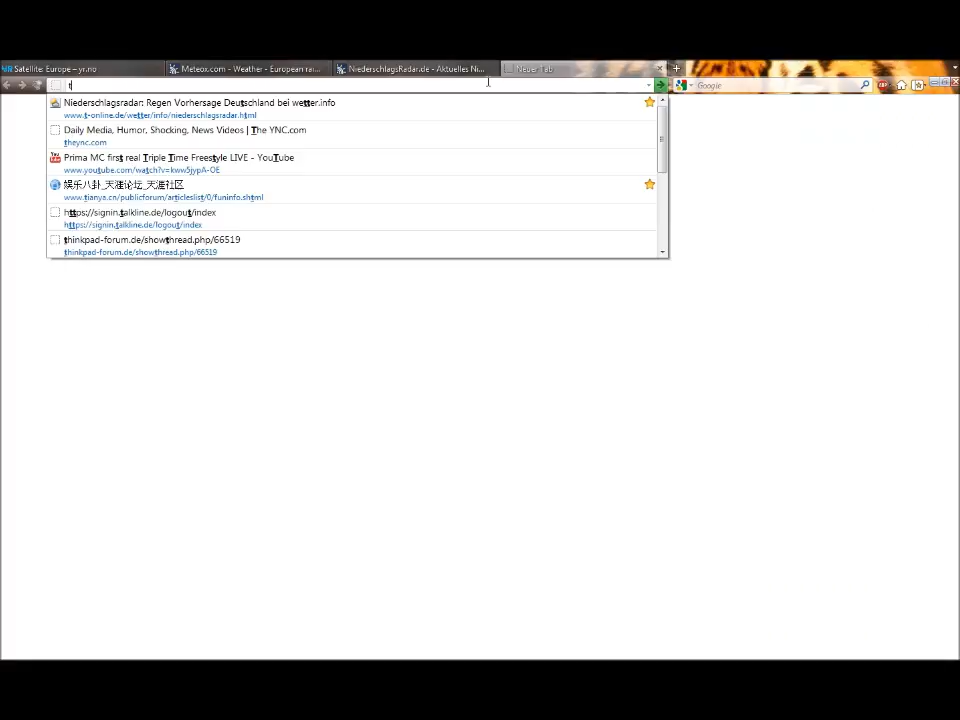 Satellite: Europe – yr.no
Meteox.com - Weather - European rai...
NiederschlagsRadar.de - Aktuelles Ni...
Neuer Tab
t
Google
Niederschlagsradar: Regen Vorhersage Deutschland bei wetter.info
www.t-online.de/wetter/info/niederschlagsradar.html
Daily Media, Humor, Shocking, News Videos | The YNC.com
theync.com
Prima MC first real Triple Time Freestyle LIVE - YouTube
www.youtube.com/watch?v=kww5jypA-OE
娱乐八卦_天涯论坛_天涯社区
www.tianya.cn/publicforum/articleslist/0/funinfo.shtml
https://signin.talkline.de/logout/index
https://signin.talkline.de/logout/index
thinkpad-forum.de/showthread.php/66519
thinkpad-forum.de/showthread.php/66519